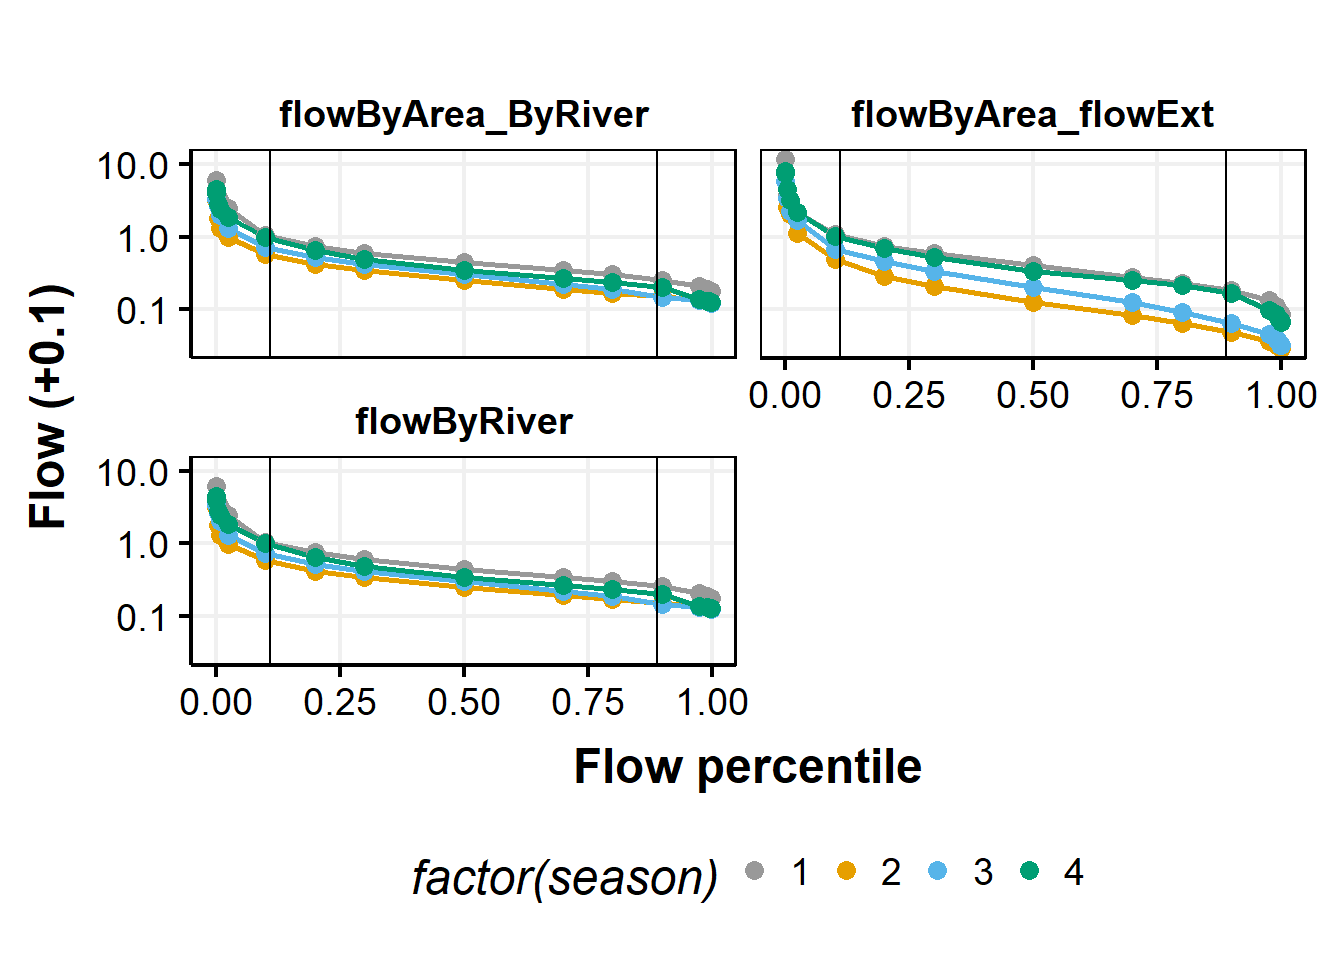 flowByArea_ByRiver
flowByArea_flowExt
10.0
1.0
0.1
0.00 0.25 0.50 0.75 1.00
flowByRiver
10.0
1.0
0.1
0.00 0.25 0.50 0.75 1.00
Flow (+0.1)
Flow percentile
factor(season) 1 2 3 4